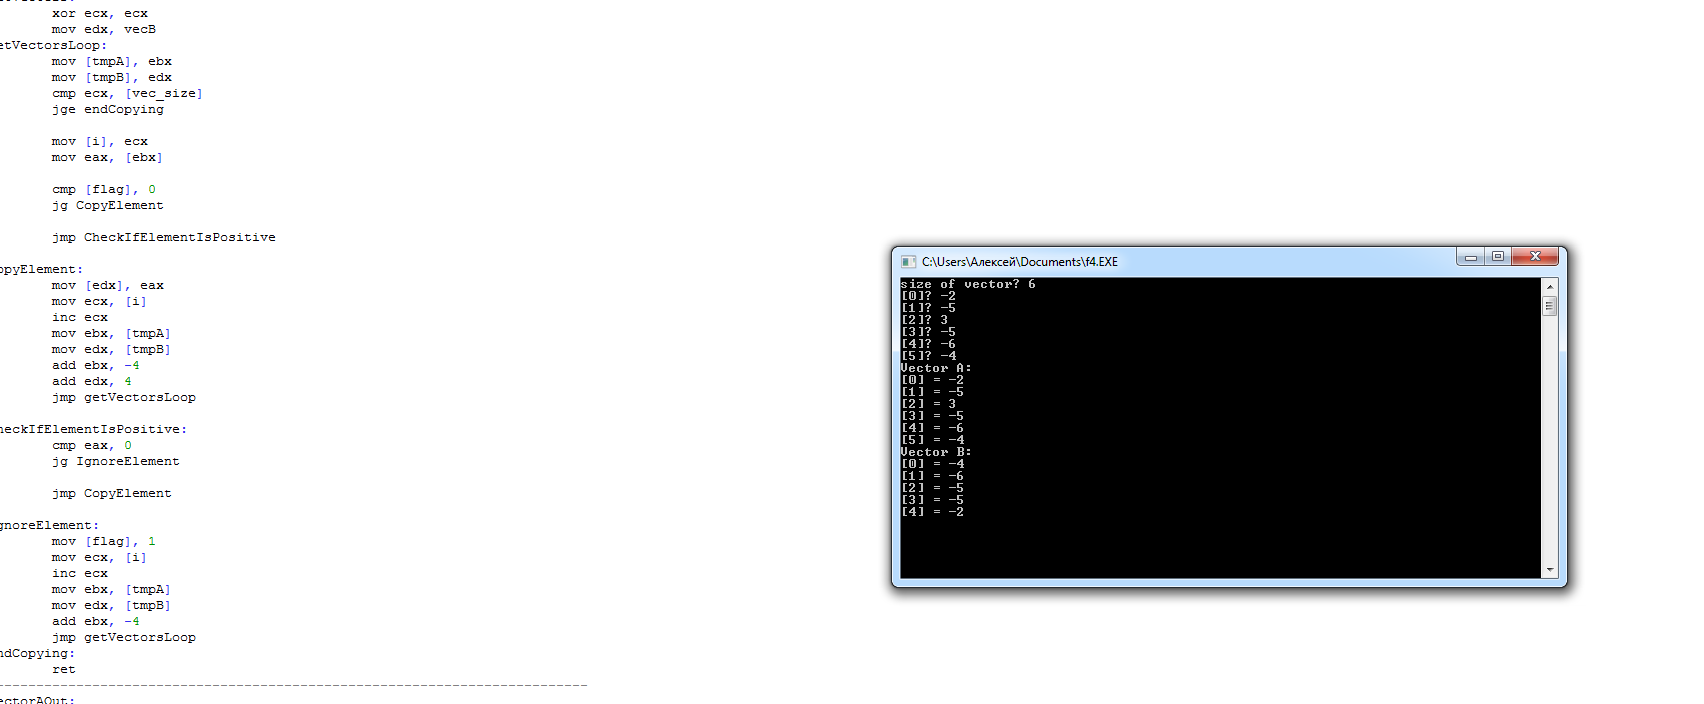 xor ecx, ecx
mov edx, vecB
etVectorsLoop:
mov [tmpA], ebx
mov [tmpB], edx
cmp ecx, [vec_size]
jge endCopying
mov [i], ecx
mov eax, [ebx]
cmp [flag], 0
jg CopyElement
jmp CheckIfElementIsPositive
opyElement:
mov [edx], eax
mov ecx, [i]
inc ecx
mov ebx, [tmpA]
mov edx, [tmpB]
add ebx, -4
add edx, 4
jmp getVectorsLoop
heckIfElementIsPositive:
cmp eax, 0
jg IgnoreElement
jmp CopyElement
gnoreElement:
mov [flag], 1
mov ecx, [i]
inc ecx
mov ebx, [tmpA]
mov edx, [tmpB]
add ebx, -4
jmp getVectorsLoop
ndCopying:
ret
ectorAOut:
C:\Users\Алексей\Documents\f4.EXE
size of vector? 6
[0]? -2
[1]? -5
[2]? 3
[3]? -5
[4]? -6
[5]? -4
Vector A:
[0] = -2
[1] = -5
[2] = 3
[3] = -5
[4] = -6
[5] = -4
Vector B:
[0] = -4
[1] = -6
[2] = -5
[3] = -5
[4] = -2